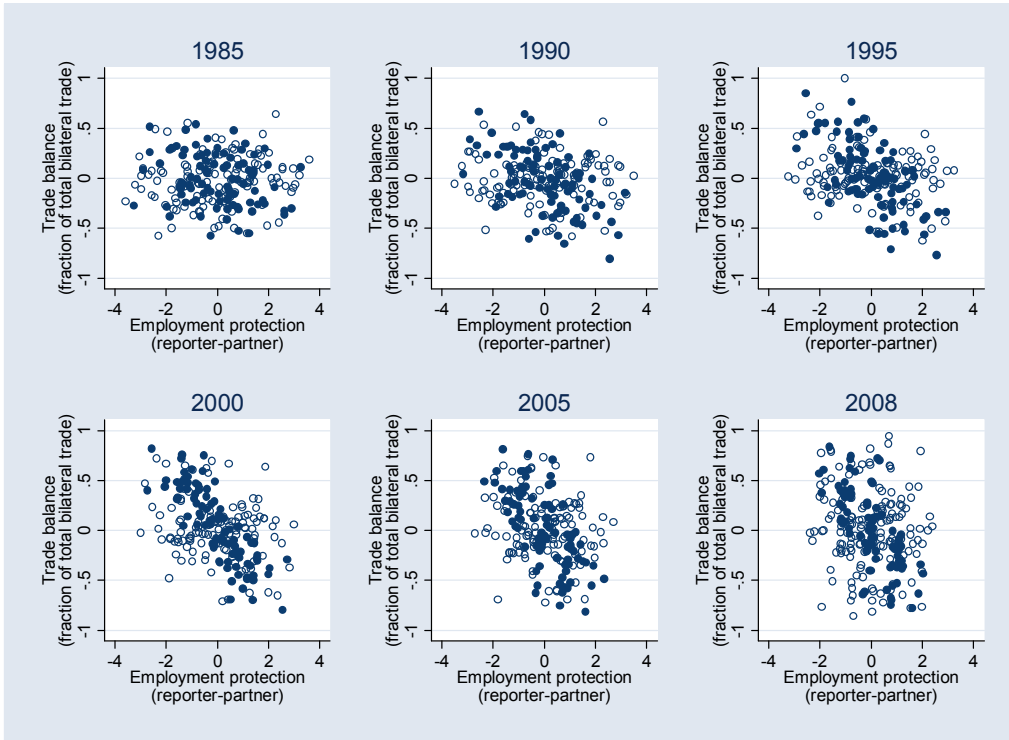 1985
1
.5
0
-.5
-1
Trade balance
(fraction of total bilateral trade)
-4 -2 0 2 4
Employment protection
(reporter-partner)
1990
1
.5
0
-.5
-1
Trade balance
(fraction of total bilateral trade)
-4 -2 0 2 4
Employment protection
(reporter-partner)
1995
1
.5
0
-.5
-1
Trade balance
(fraction of total bilateral trade)
-4 -2 0 2 4
Employment protection
(reporter-partner)
2000
1
.5
0
-.5
-1
Trade balance
(fraction of total bilateral trade)
-4 -2 0 2 4
Employment protection
(reporter-partner)
2005
1
.5
0
-.5
-1
Trade balance
(fraction of total bilateral trade)
-4 -2 0 2 4
Employment protection
(reporter-partner)
2008
1
.5
0
-.5
-1
Trade balance
(fraction of total bilateral trade)
-4 -2 0 2 4
Employment protection
(reporter-partner)